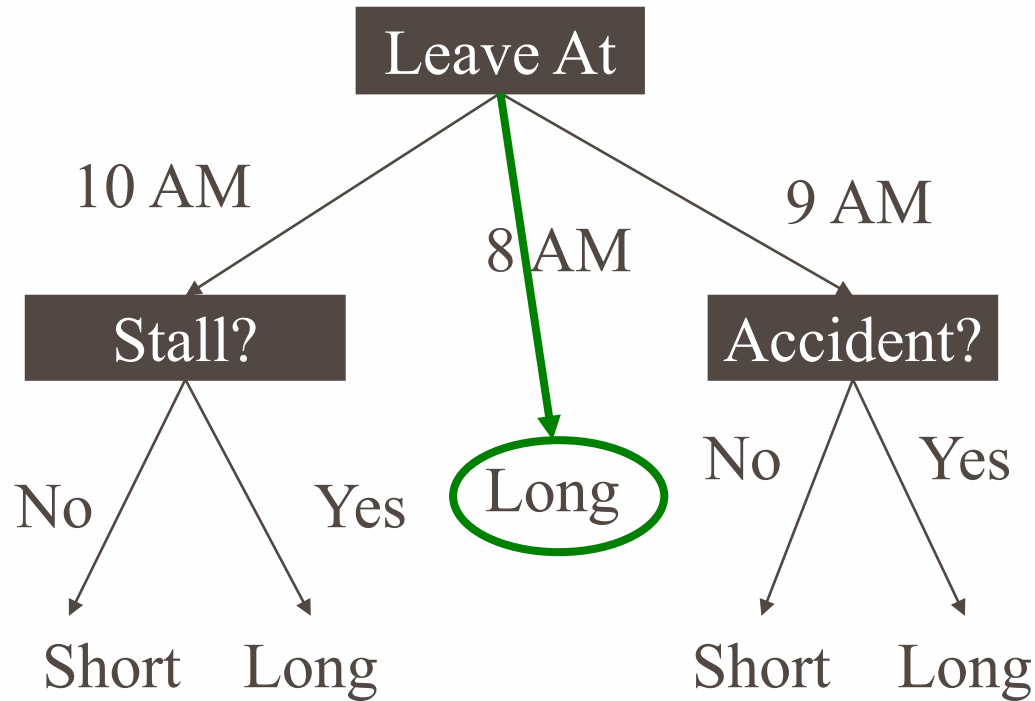 Leave At
10 AM
8 AM
9 AM
Stall?
Accident?
No
Yes
Long
No
Yes
Short
Long
Short
Long